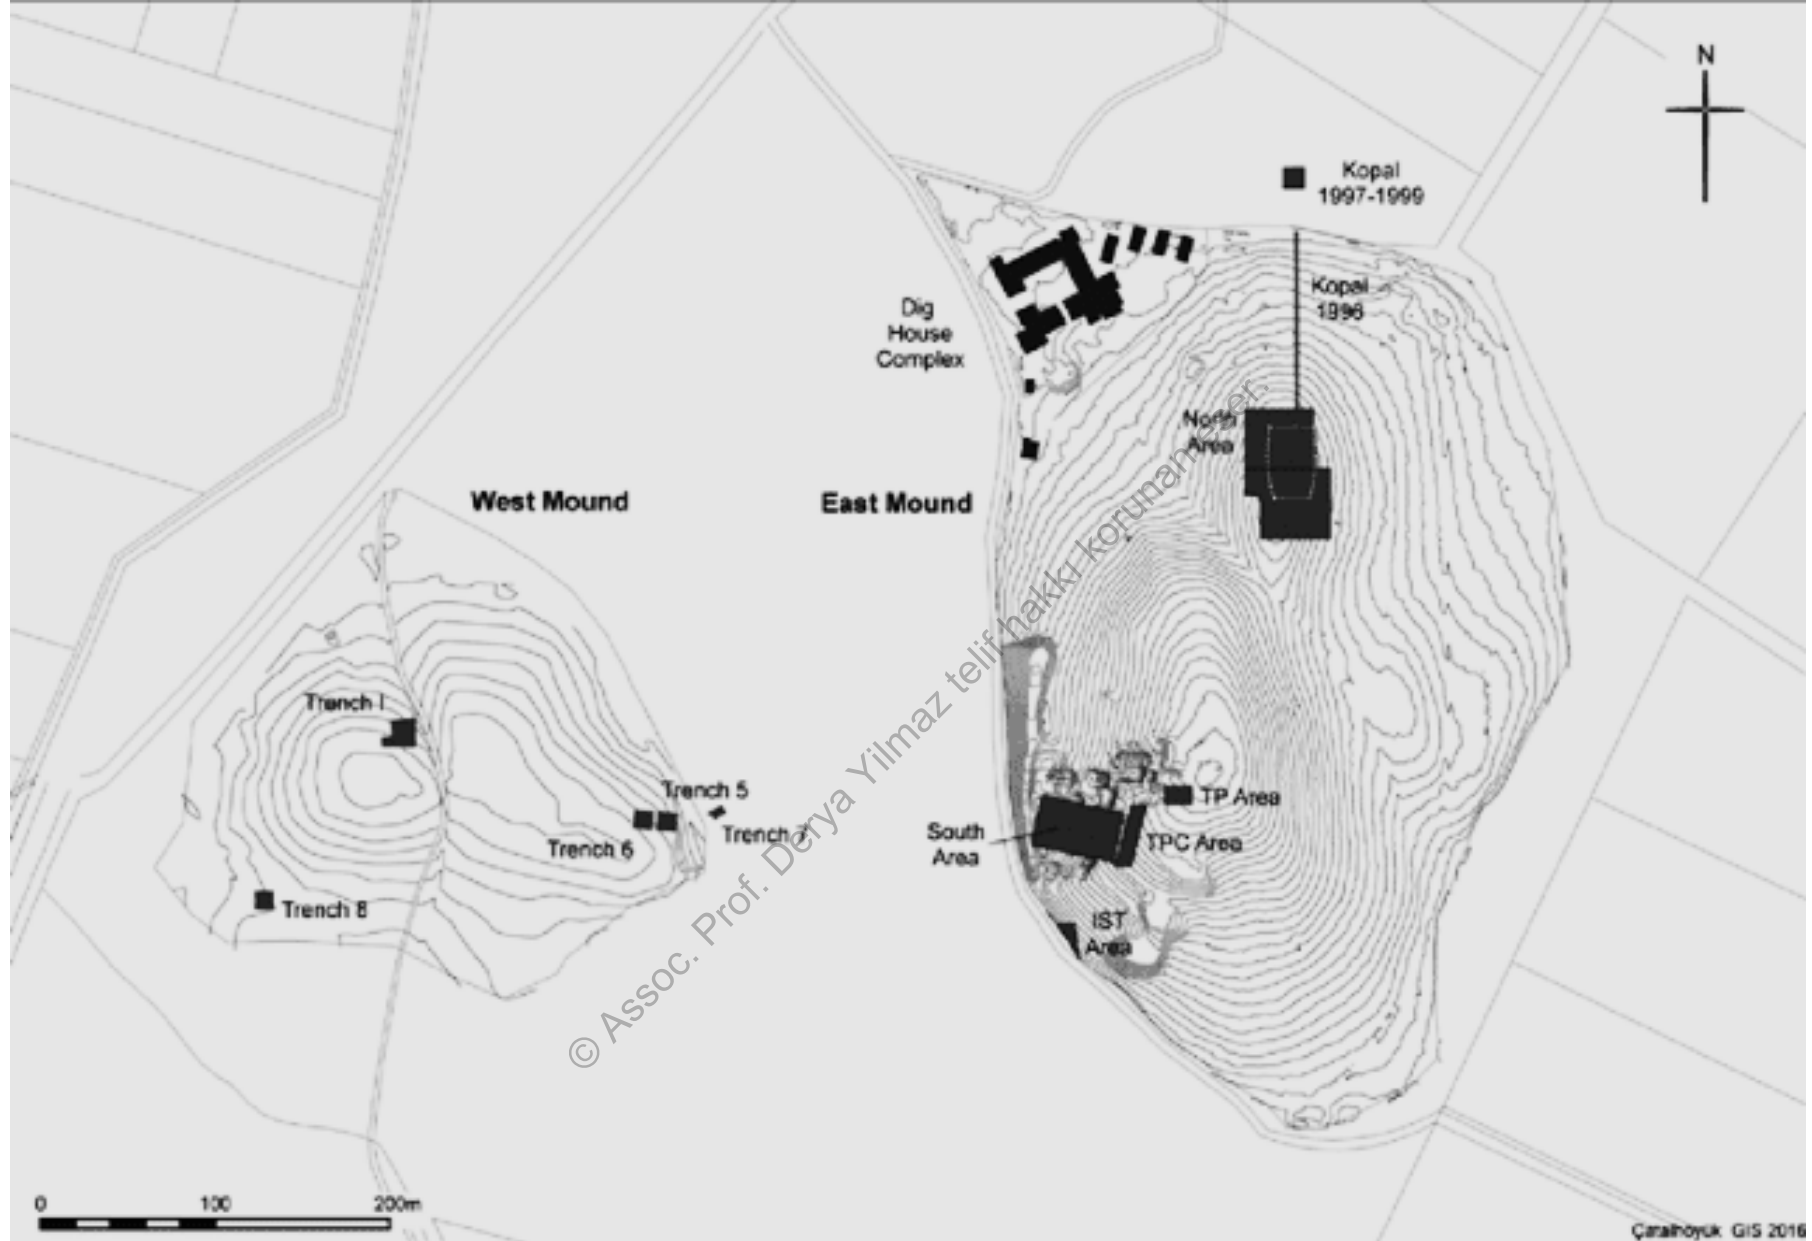 N
Kopal
1997-1999
Kopal
1996
Dig
House
Complex
North
Area
West Mound
East Mound
Trench I
Trench 5
Trench 7
Trench 6
Trench 8
TP Area
South
Area
TPC Area
IST
Area
© Assoc. Prof. Derya Yilmaz telif hakkı korunan
0
100
200m
Çatalhöyük GIS 2016